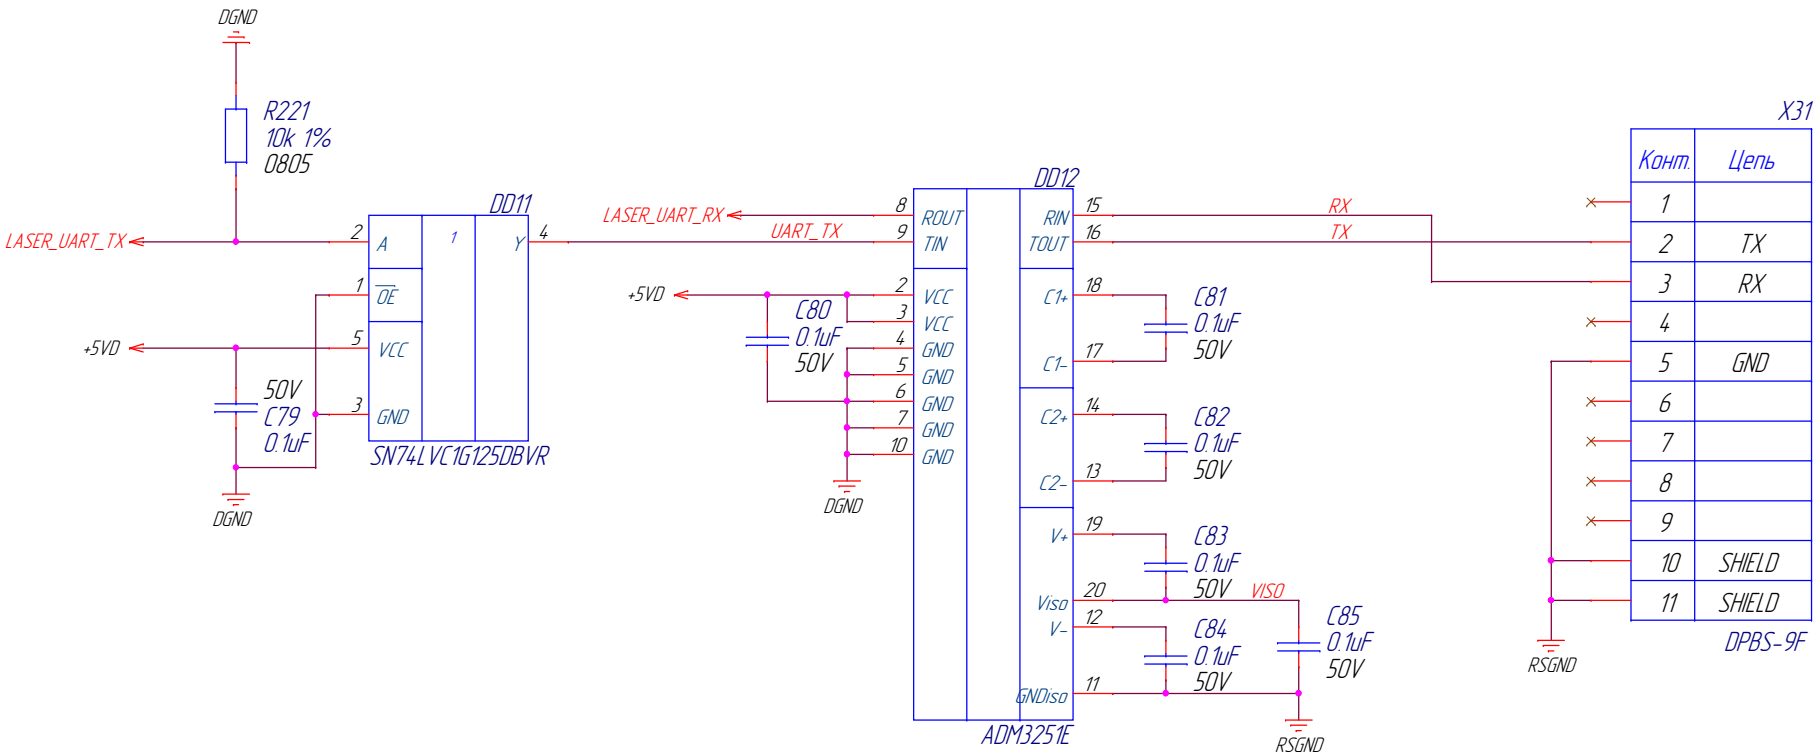 DGND
R221
10k 1%
0805
LASER_UART_TX
DD11
2
A
1
Y
4
1
OE
5
VCC
3
GND
SN74LVC1G125DBVR
+5VD
50V
C79
0.1uF
DGND
LASER_UART_RX
UART_TX
+5VD
C80
0.1uF
50V
DGND
DD12
8
ROUT
9
TIN
2
VCC
3
VCC
4
GND
5
GND
6
GND
7
GND
10
GND
RIN
15
RX
TOUT
16
TX
C1+
18
C1-
17
C81
0.1uF
50V
C2+
14
C2-
13
C82
0.1uF
50V
V+
19
C83
0.1uF
50V
Viso
20
VISO
V-
12
C84
0.1uF
50V
GNDiso
11
C85
0.1uF
50V
RSGND
ADM3251E
X31
Конт. Цепь
1
2 TX
3 RX
4
5 GND
6
7
8
9
10 SHIELD
11 SHIELD
DPBS-9F
RSGND